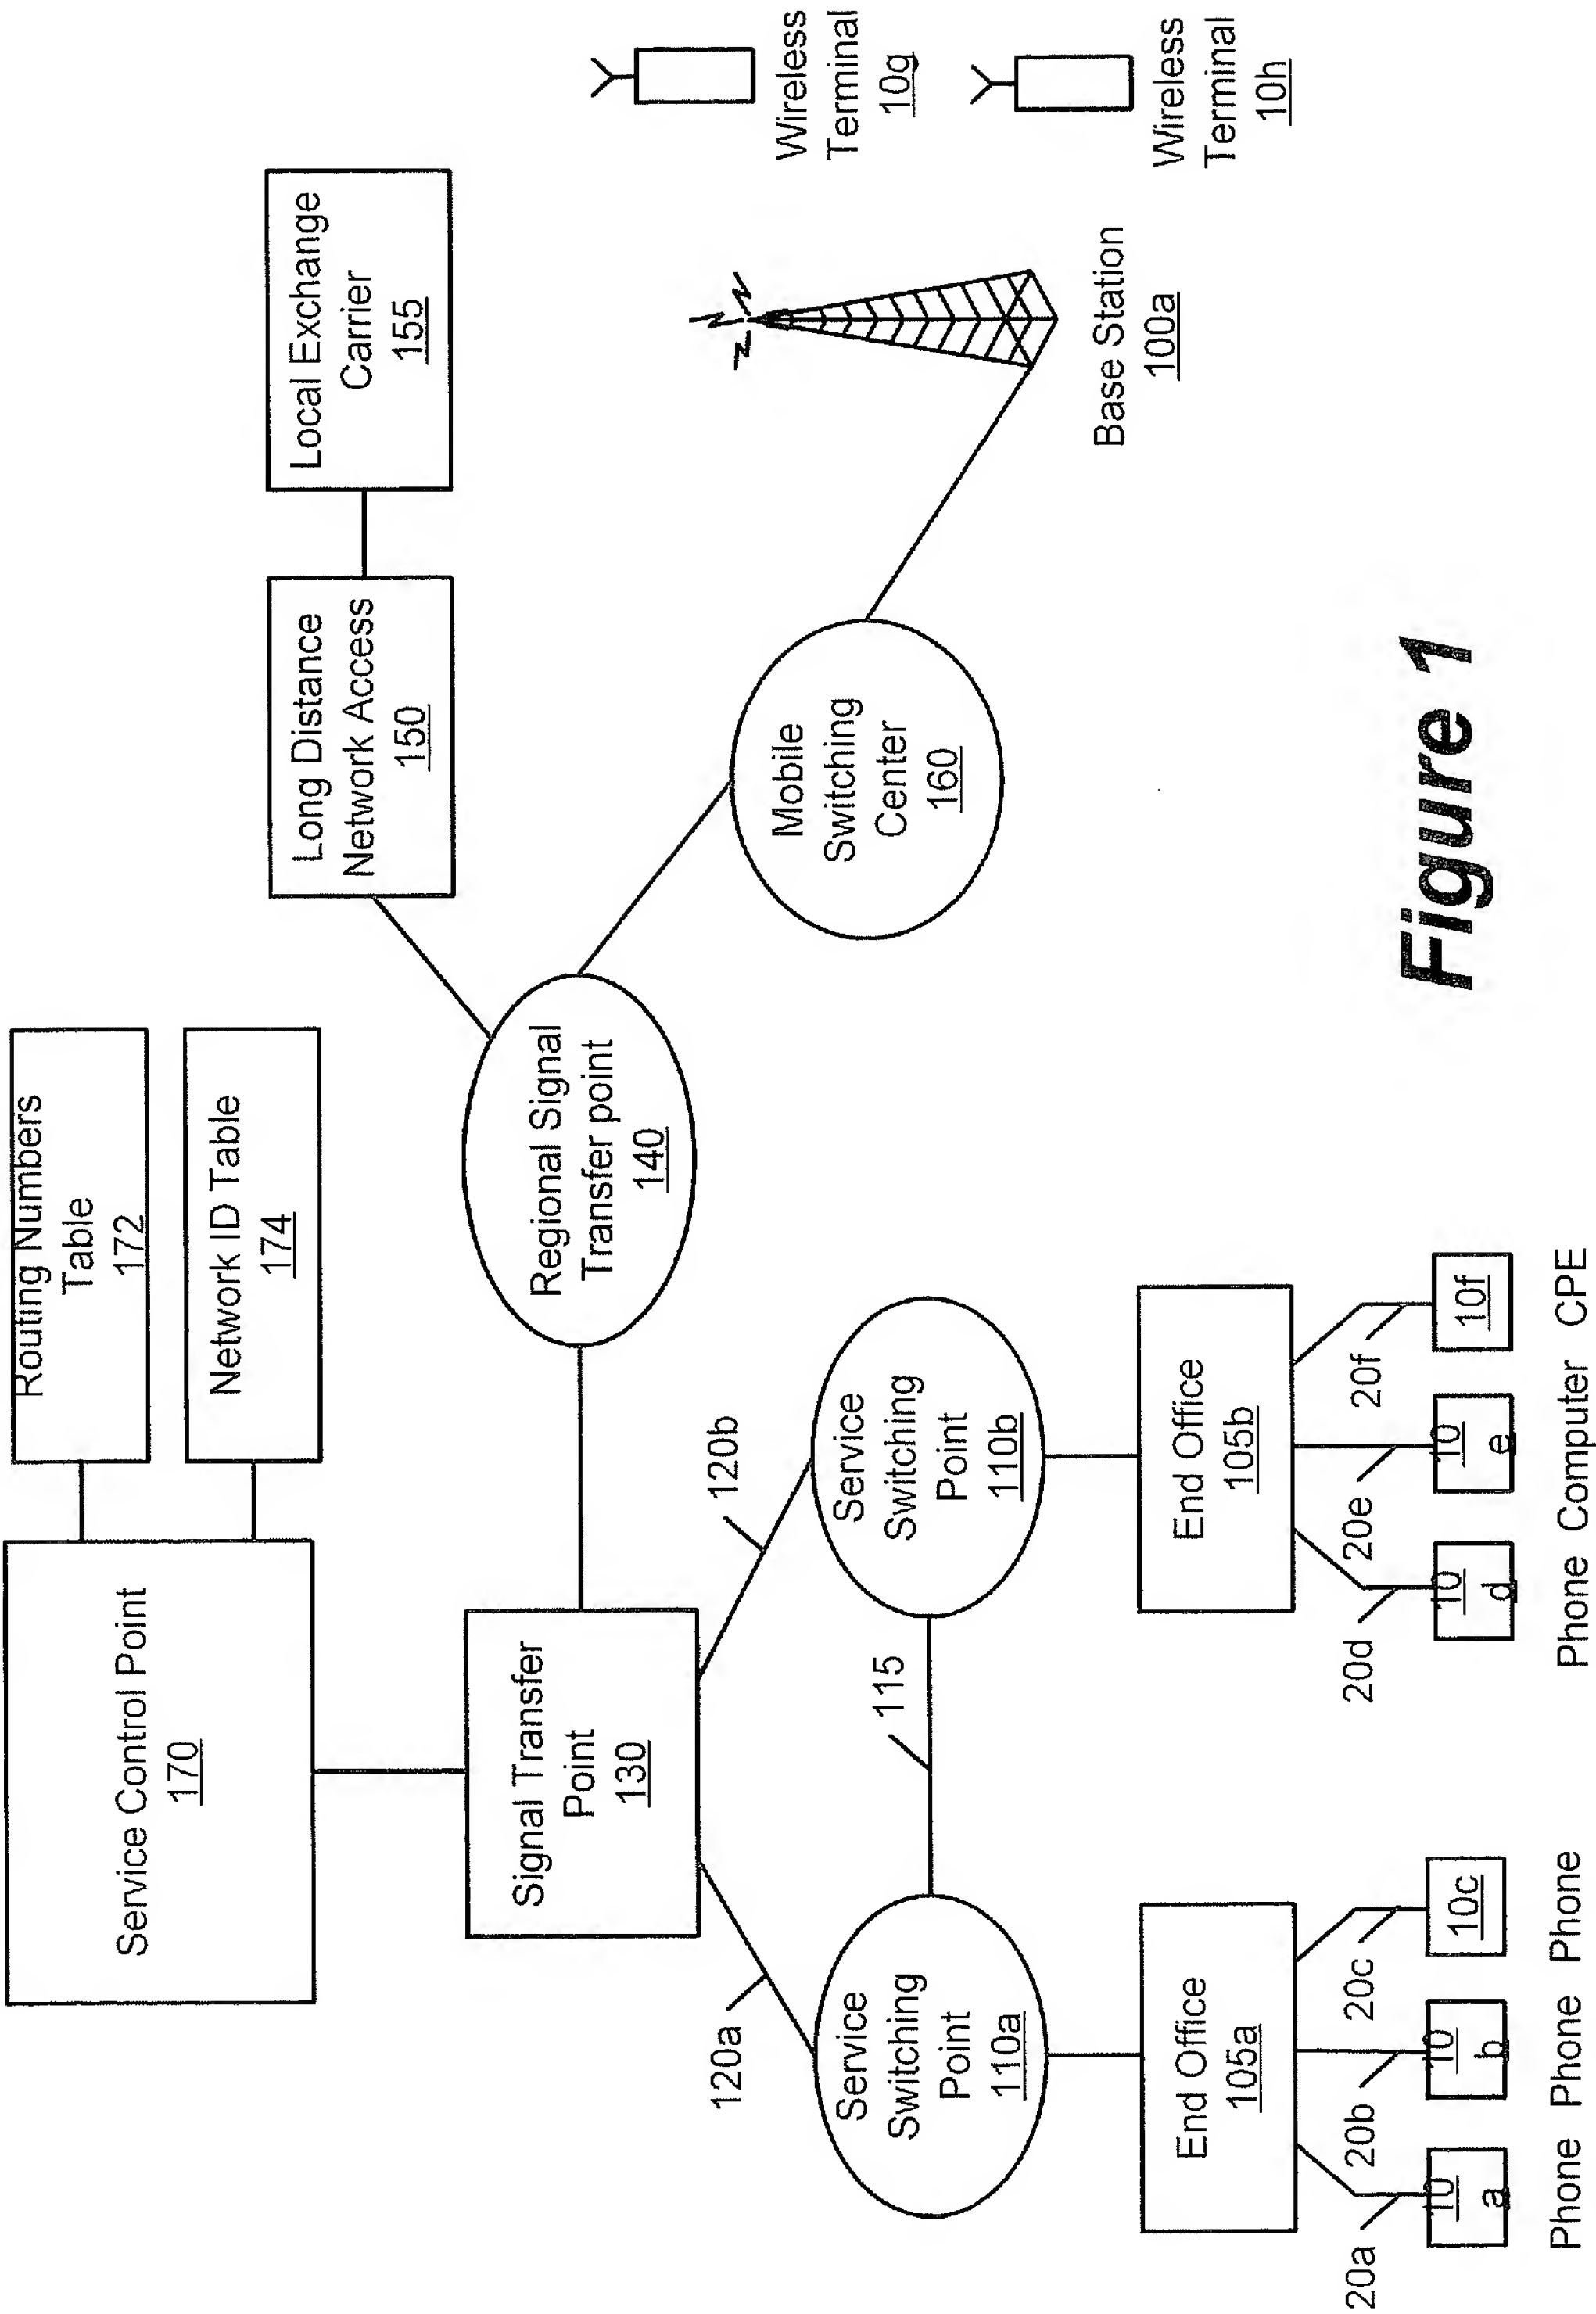 Routing Numbers
Table
172
Service Control Point
170
Network ID Table
174
Local Exchange
Carrier
155
Long Distance
Network Access
150
Signal Transfer
Point
130
Regional Signal
Transfer point
140
Wireless
Terminal
10g
120a
120b
Mobile
Switching
Center
160
Service
Switching
Point
110a
115
Service
Switching
Point
110b
Base Station
100a
Wireless
Terminal
10h
End Office
105a
End Office
105b
20a
20b
20c
20d
20e
20f
10
a
10
b
10c
10
d
10
e
10f
Phone Phone Phone
Phone Computer CPE
Figure 1